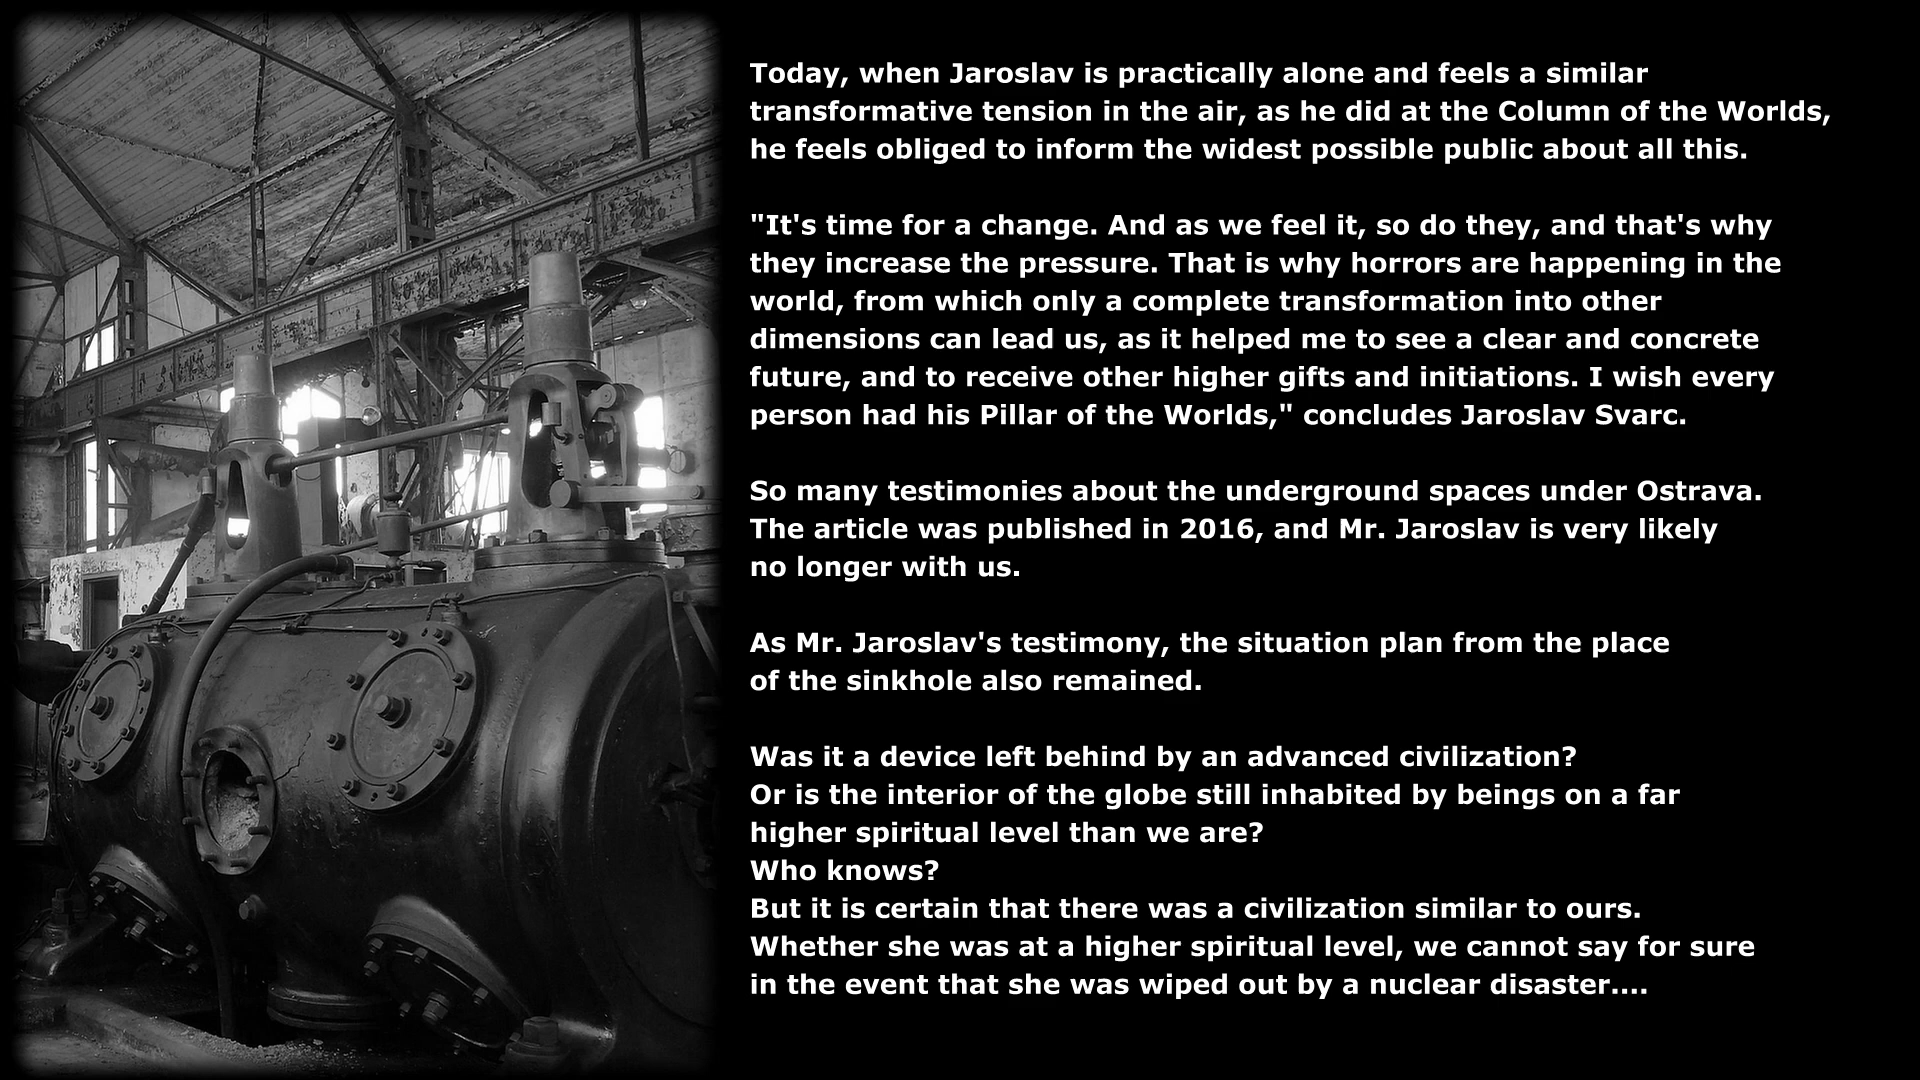 Today, when Jaroslav is practically alone and feels a similar
transformative tension in the air, as he did at the Column of the Worlds,
he feels obliged to inform the widest possible public about all this.
"It's time for a change. And as we feel it, so do they, and that's why
they increase the pressure. That is why horrors are happening in the
world, from which only a complete transformation into other
dimensions can lead us, as it helped me to see a clear and concrete
future, and to receive other higher gifts and initiations. I wish every
person had his Pillar of the Worlds," concludes Jaroslav Svarc.
So many testimonies about the underground spaces under Ostrava.
The article was published in 2016, and Mr. Jaroslav is very likely
no longer with us.
As Mr. Jaroslav's testimony, the situation plan from the place
of the sinkhole also remained.
Was it a device left behind by an advanced civilization?
Or is the interior of the globe still inhabited by beings on a far
higher spiritual level than we are?
Who knows?
But it is certain that there was a civilization similar to ours.
Whether she was at a higher spiritual level, we cannot say for sure
in the event that she was wiped out by a nuclear disaster....